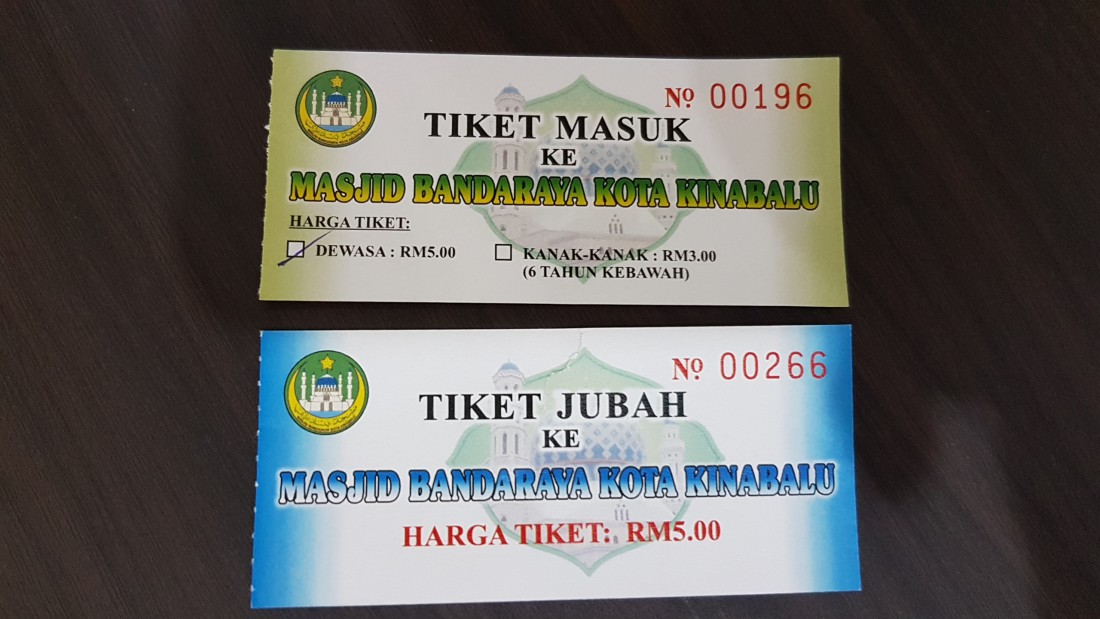 Nº 00196
TIKET MASUK
KE
MASJID BANDARAYA KOTA KINABALU
HARGA TIKET:
DEWASA : RM5.00 KANAK-KANAK : RM3.00
(6 TAHUN KEBAWAH)
Nº 00266
TIKET JUBAH
KE
MASJID BANDARAYA KOTA KINABALU
HARGA TIKET: RM5.00